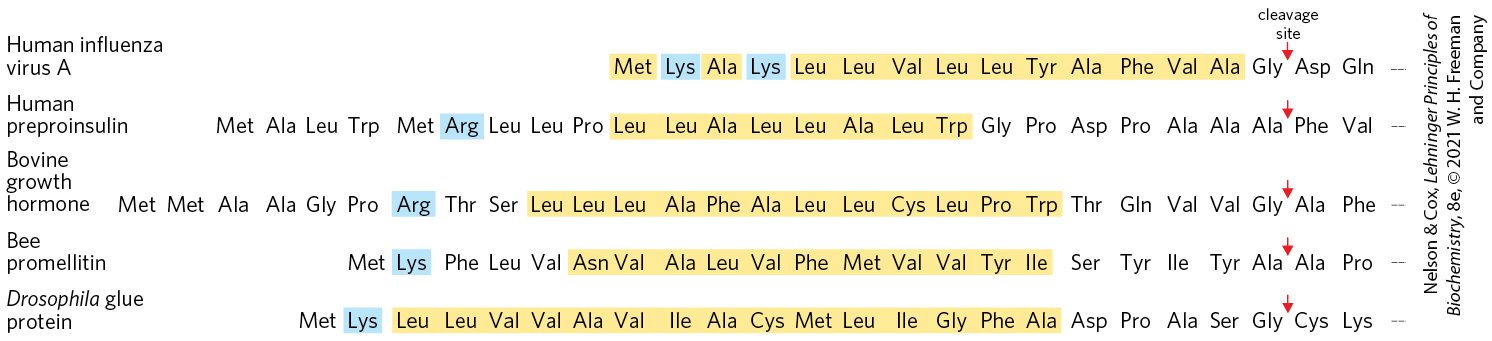 cleavage
site
Human influenza
virus A
Met Lys Ala Lys Leu Leu Val Leu Leu Tyr Ala Phe Val Ala Gly Asp Gln ---
Human
preproinsulin
Met Ala Leu Trp Met Arg Leu Leu Pro Leu Leu Ala Leu Leu Ala Leu Trp Gly Pro Asp Pro Ala Ala Ala Phe Val ---
Bovine
growth
hormone
Met Met Ala Ala Gly Pro Arg Thr Ser Leu Leu Leu Ala Phe Ala Leu Leu Cys Leu Pro Trp Thr Gln Val Val Gly Ala Phe ---
Bee
promellitin
Met Lys Phe Leu Val Asn Val Ala Leu Val Phe Met Val Val Tyr Ile Ser Tyr Ile Tyr Ala Ala Pro ---
Drosophila glue
protein
Met Lys Leu Leu Val Val Ala Val Ile Ala Cys Met Leu Ile Gly Phe Ala Asp Pro Ala Ser Gly Cys Lys ---
Nelson & Cox, Lehninger Principles of
Biochemistry, 8e, © 2021 W. H. Freeman
and Company